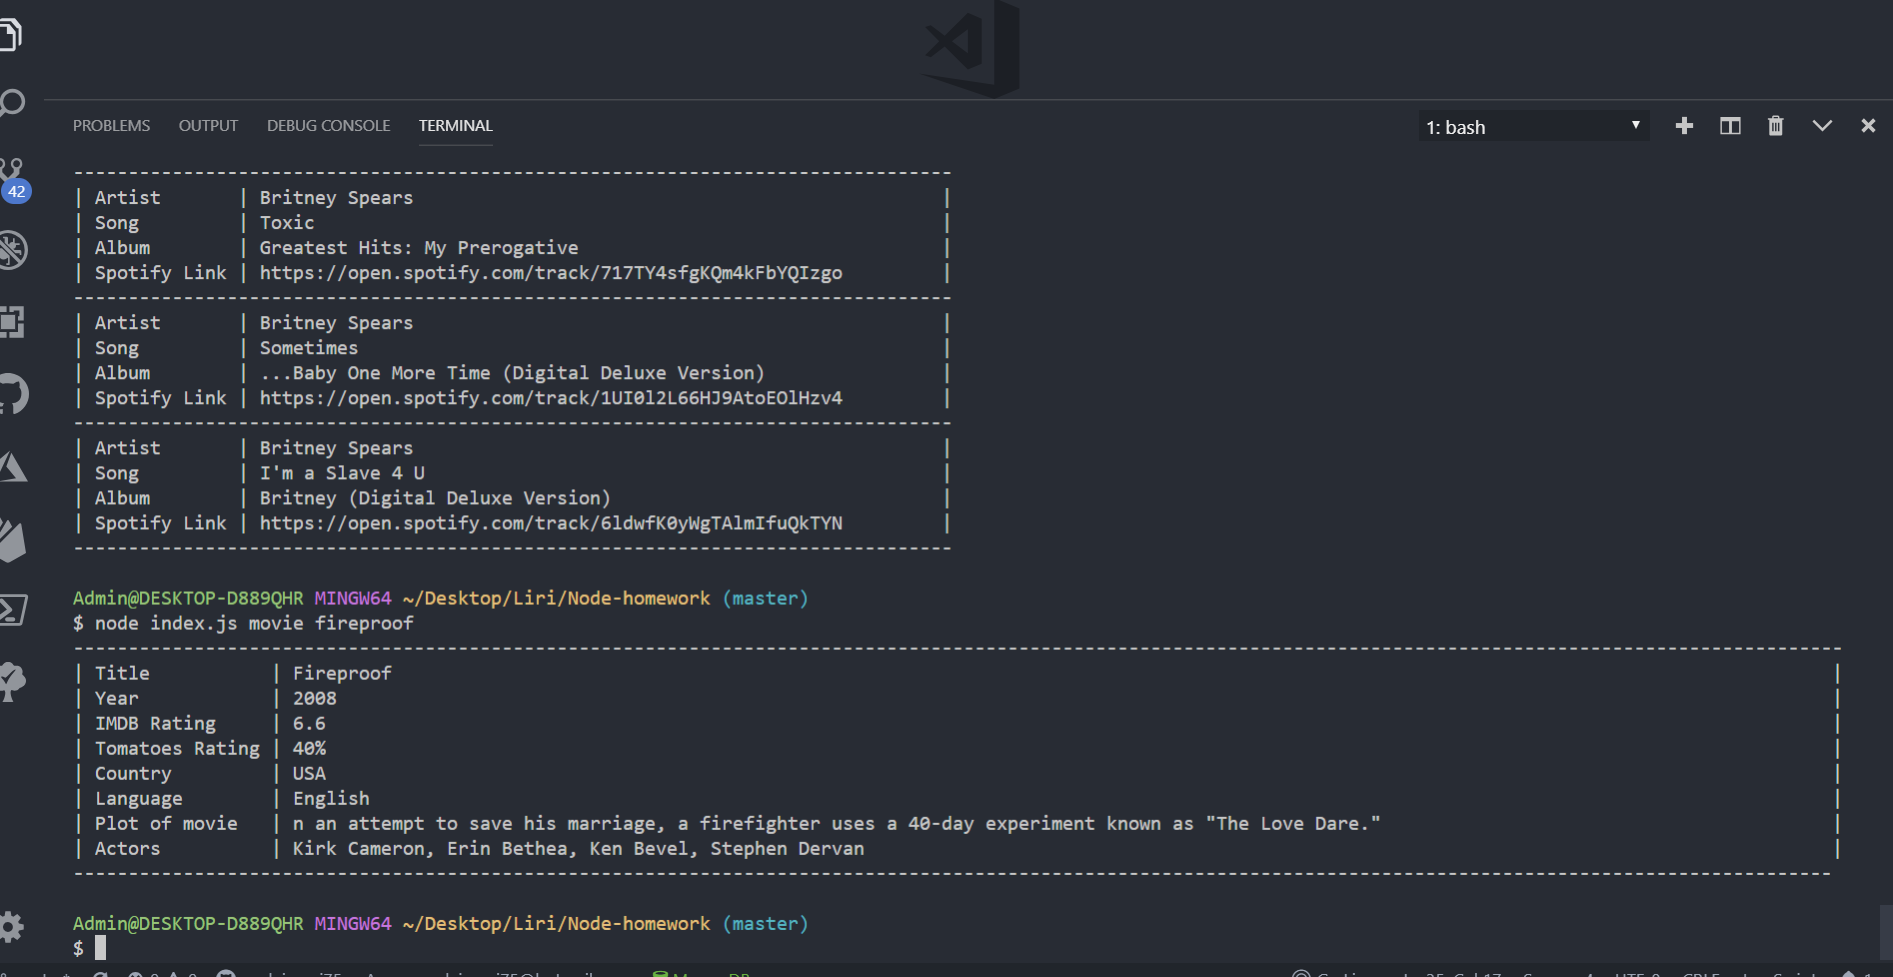 PROBLEMS OUTPUT DEBUG CONSOLE TERMINAL 1: bash
42
--------------------------------------------------------------------------------
| Artist | Britney Spears |
| Song | Toxic |
| Album | Greatest Hits: My Prerogative |
| Spotify Link | https://open.spotify.com/track/717TY4sfgKQm4kFbYQIzgo |
--------------------------------------------------------------------------------
| Artist | Britney Spears |
| Song | Sometimes |
| Album | ...Baby One More Time (Digital Deluxe Version) |
| Spotify Link | https://open.spotify.com/track/1UI0l2L66HJ9AtoEOlHzv4 |
--------------------------------------------------------------------------------
| Artist | Britney Spears |
| Song | I'm a Slave 4 U |
| Album | Britney (Digital Deluxe Version) |
| Spotify Link | https://open.spotify.com/track/6ldwfK0yWgTAlmIfuQkTYN |
--------------------------------------------------------------------------------
Admin@DESKTOP-D889QHR MINGW64 ~/Desktop/Liri/Node-homework (master)
$ node index.js movie fireproof
--------------------------------------------------------------------------------
| Title | Fireproof |
| Year | 2008 |
| IMDB Rating | 6.6 |
| Tomatoes Rating | 40% |
| Country | USA |
| Language | English |
| Plot of movie | n an attempt to save his marriage, a firefighter uses a 40-day experiment known as "The Love Dare." |
| Actors | Kirk Cameron, Erin Bethea, Ken Bevel, Stephen Dervan |
--------------------------------------------------------------------------------
Admin@DESKTOP-D889QHR MINGW64 ~/Desktop/Liri/Node-homework (master)
$